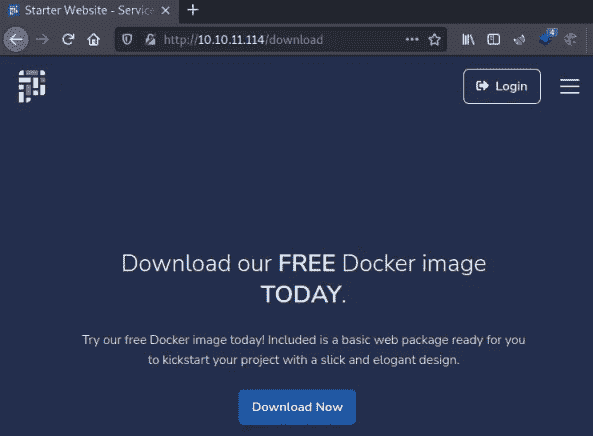 Starter Website - Service
http://10.10.11.114/download
4
Login
Download our FREE Docker image
TODAY.
Try our free Docker image today! Included is a basic web package ready for you
to kickstart your project with a slick and elogant design.
Download Now